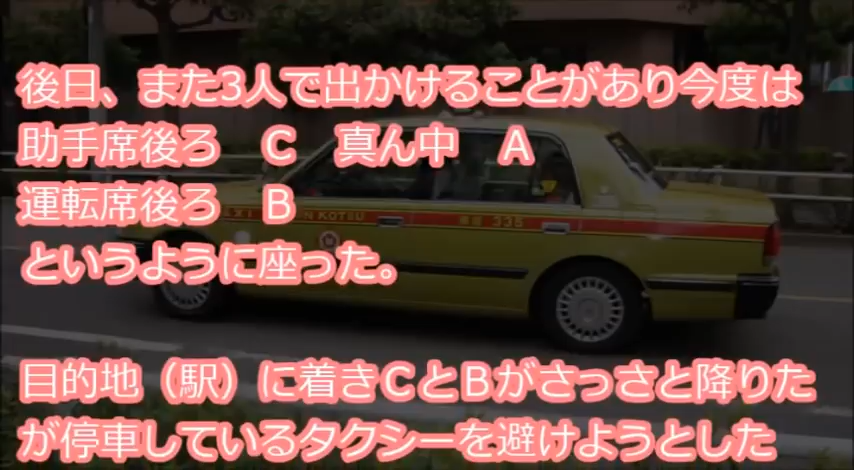 後日、また3人で出かけることがあり今度は
助手席後ろ　C　真ん中　A
運転席後ろ　B
というように座った。
目的地（駅）に着きＣとＢがさっさと降りた
が停車しているタクシーを避けようとした
N KOTSU
335